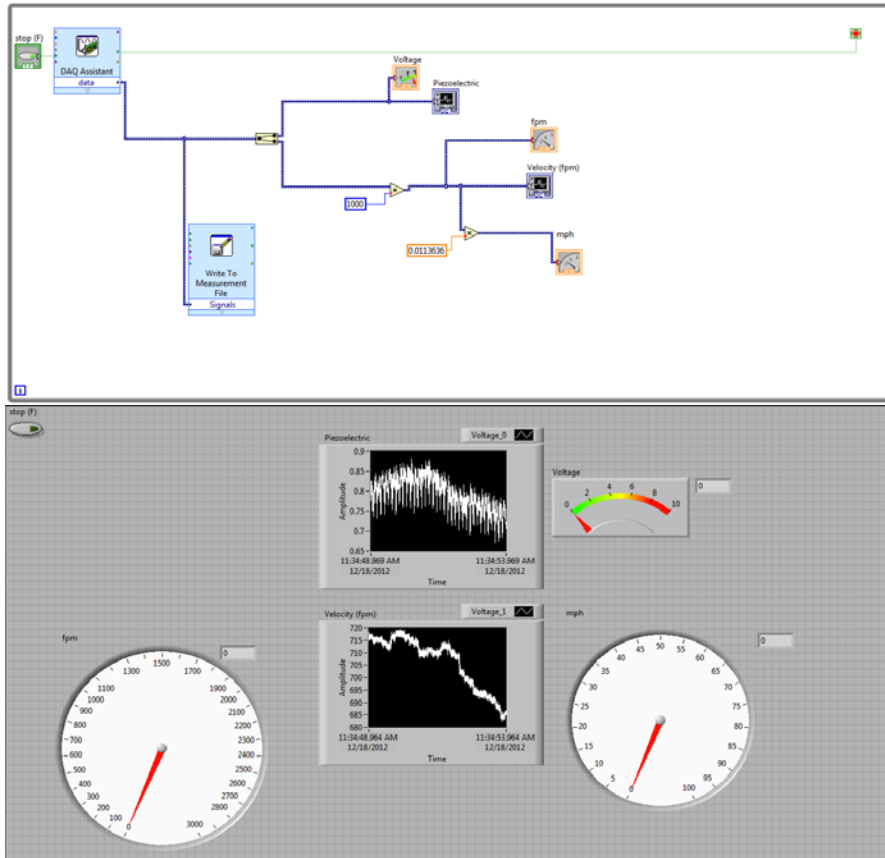 stop (F)
DAQ Assistant
data
Voltage
Piezoelectric
fpm
Velocity (fpm)
1000
mph
0.0113636
Write To
Measurement
File
Signals
i
stop (F)
Piezoelectric
Voltage_0
0.9
0.85
0.8
0.75
0.7
0.65
Amplitude
11:34:48.969 AM
12/18/2012
11:34:53.969 AM
12/18/2012
Time
Voltage
0
0 2 4 6 8 10
Velocity (fpm)
Voltage_1
720
715
710
705
700
695
690
685
680
Amplitude
11:34:48.964 AM
12/18/2012
11:34:53.964 AM
12/18/2012
Time
fpm
0
0 100 200 300 400 500 600 700 800 900 1000 1100 1300 1500 1700 1900 2000 2100 2200 2300 2400 2500 2600 2700 2800 3000
mph
0
0 5 10 15 20 25 30 35 40 45 50 55 60 65 70 75 80 85 90 95 100